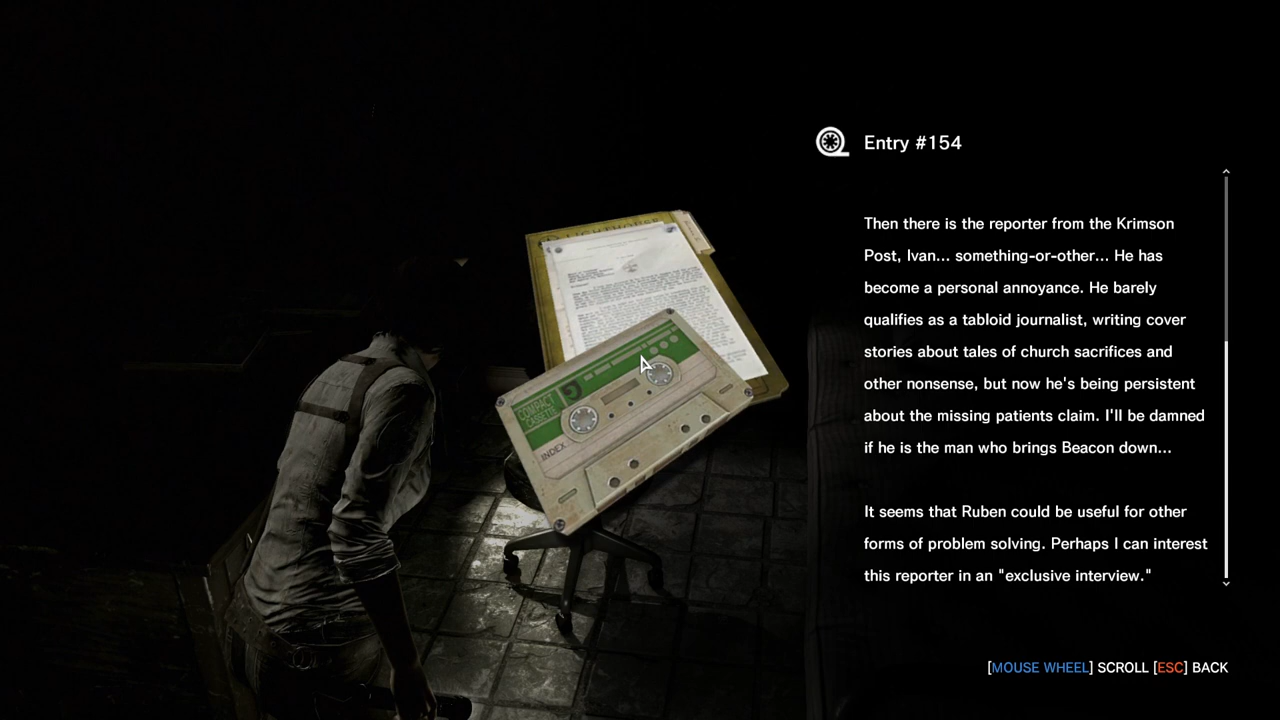 Entry #154
Then there is the reporter from the Krimson
Post, Ivan... something-or-other... He has
become a personal annoyance. He barely
qualifies as a tabloid journalist, writing cover
stories about tales of church sacrifices and
other nonsense, but now he's being persistent
about the missing patients claim. I'll be damned
if he is the man who brings Beacon down...
It seems that Ruben could be useful for other
forms of problem solving. Perhaps I can interest
this reporter in an "exclusive interview."
LIGHTHOUSE
COMPACT
CASSETTE
INDEX
[MOUSE WHEEL] SCROLL [ESC] BACK